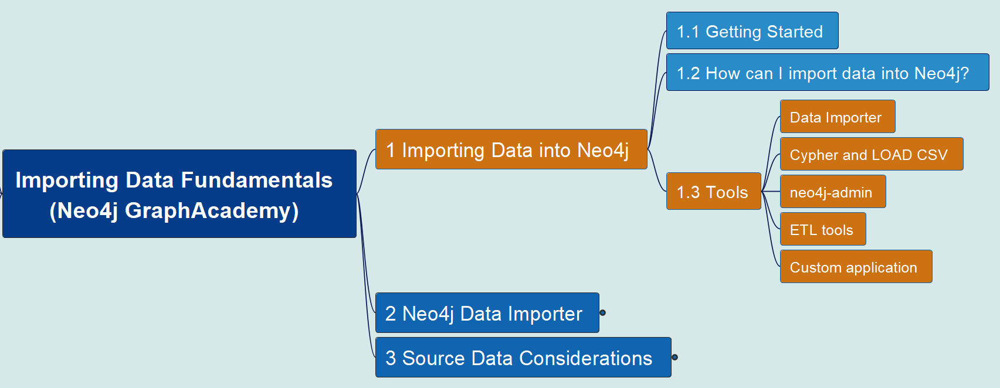 Importing Data Fundamentals
(Neo4j GraphAcademy)
1 Importing Data into Neo4j
1.1 Getting Started
1.2 How can I import data into Neo4j?
1.3 Tools
Data Importer
Cypher and LOAD CSV
neo4j-admin
ETL tools
Custom application
2 Neo4j Data Importer
3 Source Data Considerations